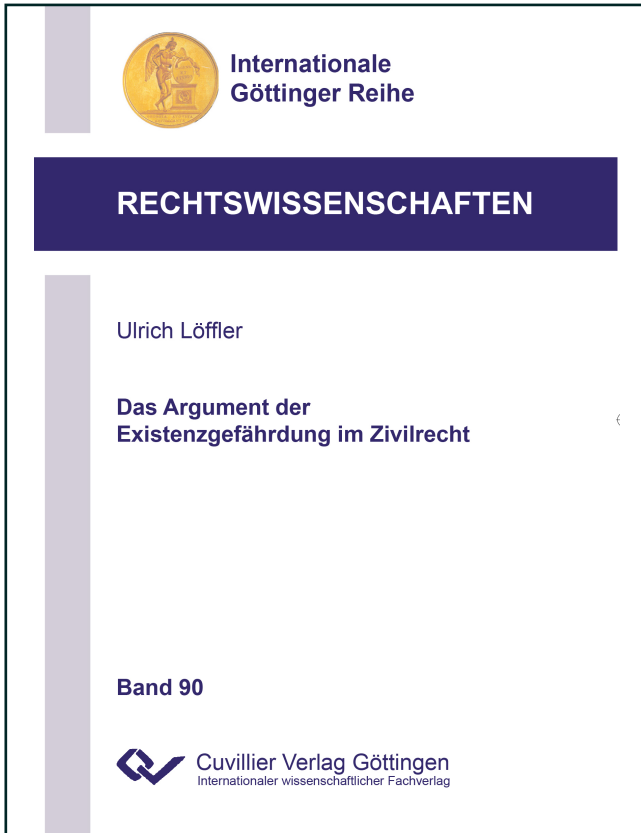 Internationale
Göttinger Reihe
RECHTSWISSENSCHAFTEN
Ulrich Löffler
Das Argument der
Existenzgefährdung im Zivilrecht
Band 90
Cuvillier Verlag Göttingen
Internationaler wissenschaftlicher Fachverlag